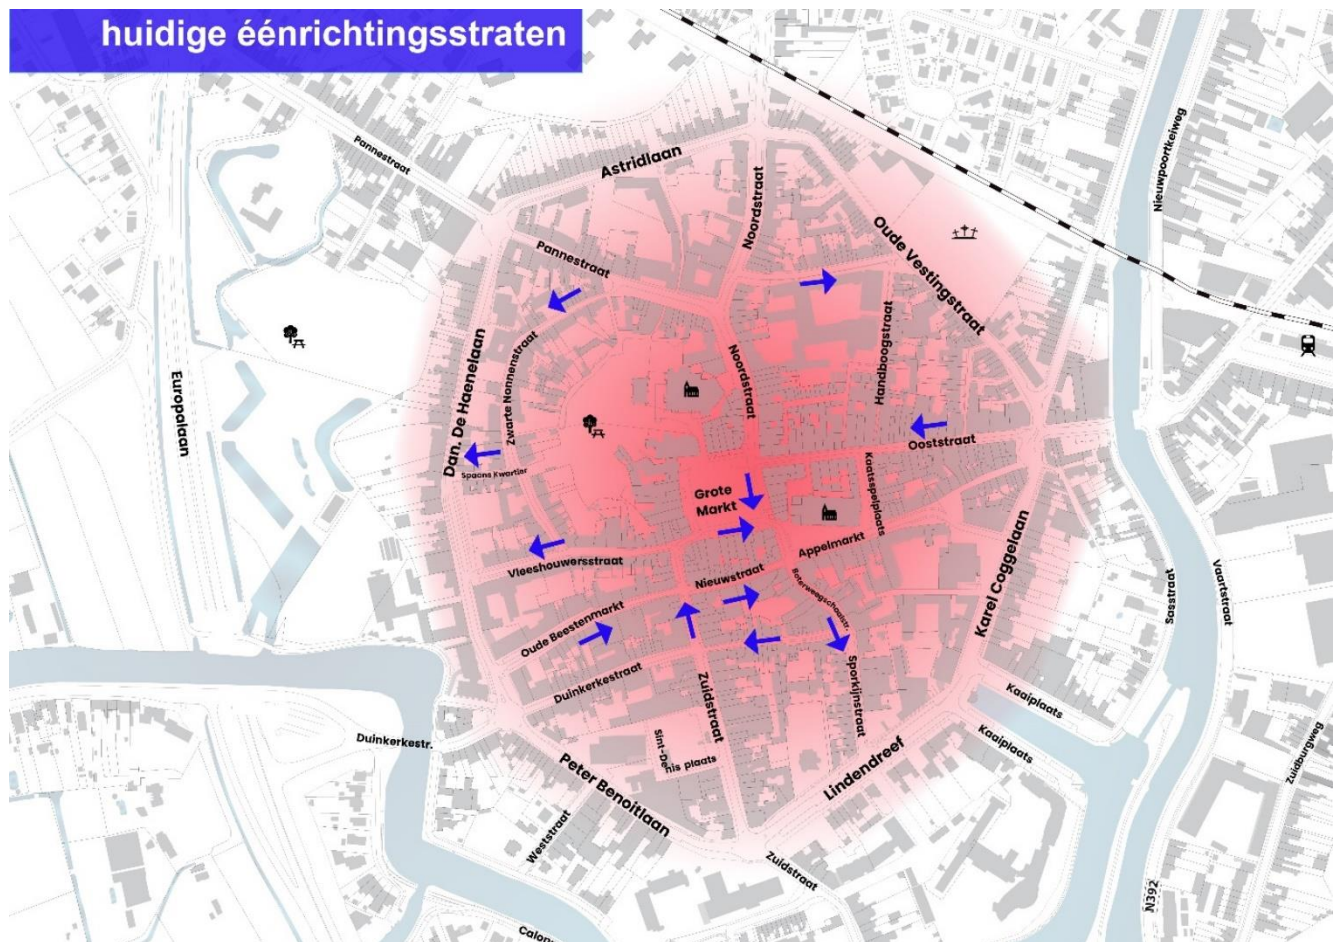 huidige éénrichtingsstraten
Pannestraat
Astridlaan
Noordstraat
Nieuwpoortkeiweg
Pannestraat
Oude Vestingstraat
Europalaan
Dan. De Haenelaan
Zwarte Nonnenstraat
Noordstraat
Handboogstraat
Ooststraat
Spaans Kwartier
Kaatsspelplaats
Grote
Markt
Appelmarkt
Vleeshouwersstraat
Nieuwstraat
Boterweegschaalstr.
Karel Coggelaan
Sasstraat
Vaartstraat
Oude Beestenmarkt
Duinkerkestraat
Zuidstraat
Sporkijnstraat
Kaaiplaats
Kaaiplaats
Duinkerkestr.
Sint-Denis plaats
Peter Benoitlaan
Lindendreef
Zuidburgweg
Weststraat
Zuidstraat
N392